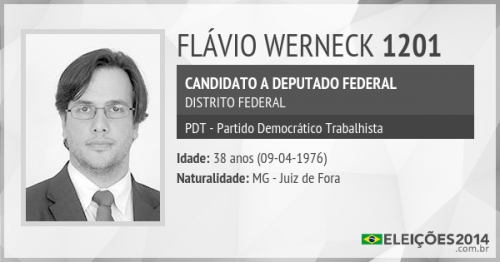 FLÁVIO WERNECK 1201
CANDIDATO A DEPUTADO FEDERAL
DISTRITO FEDERAL
PDT - Partido Democrático Trabalhista
Idade: 38 anos (09-04-1976)
Naturalidade: MG - Juiz de Fora
ELEIÇÕES2014
.com.br